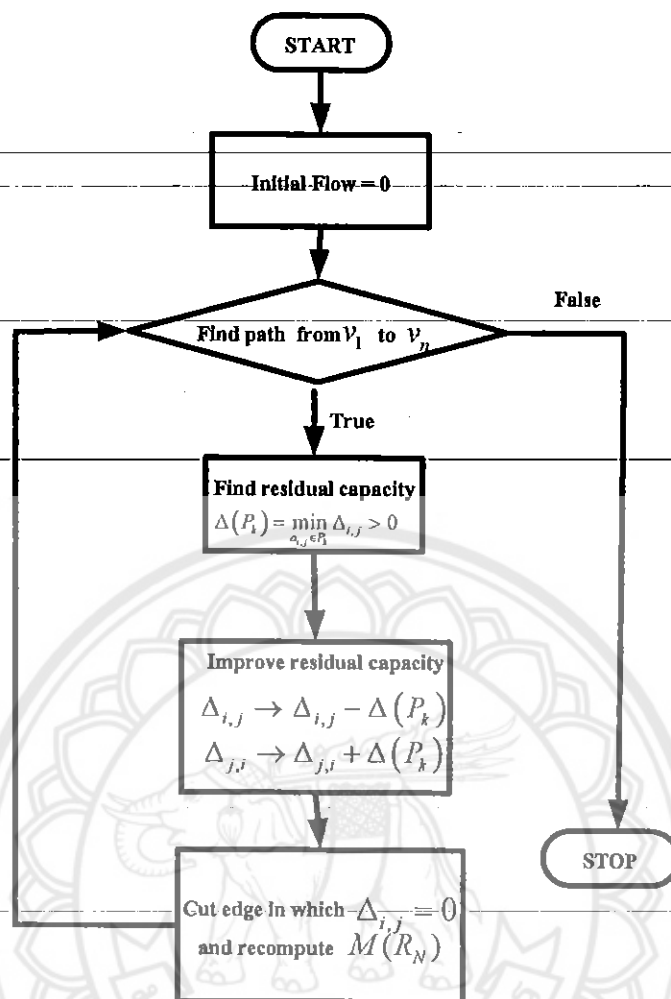 START
Initial Flow = 0
Find path from v₁ to vₙ
False
True
Find residual capacity
Δ(Pₖ) = min Δᵢ,ⱼ > 0
aᵢ,ⱼ∈Pₖ
Improve residual capacity
Δᵢ,ⱼ → Δᵢ,ⱼ − Δ(Pₖ)
Δⱼ,ᵢ → Δⱼ,ᵢ + Δ(Pₖ)
STOP
Cut edge in which Δᵢ,ⱼ = 0
and recompute M(R_N)